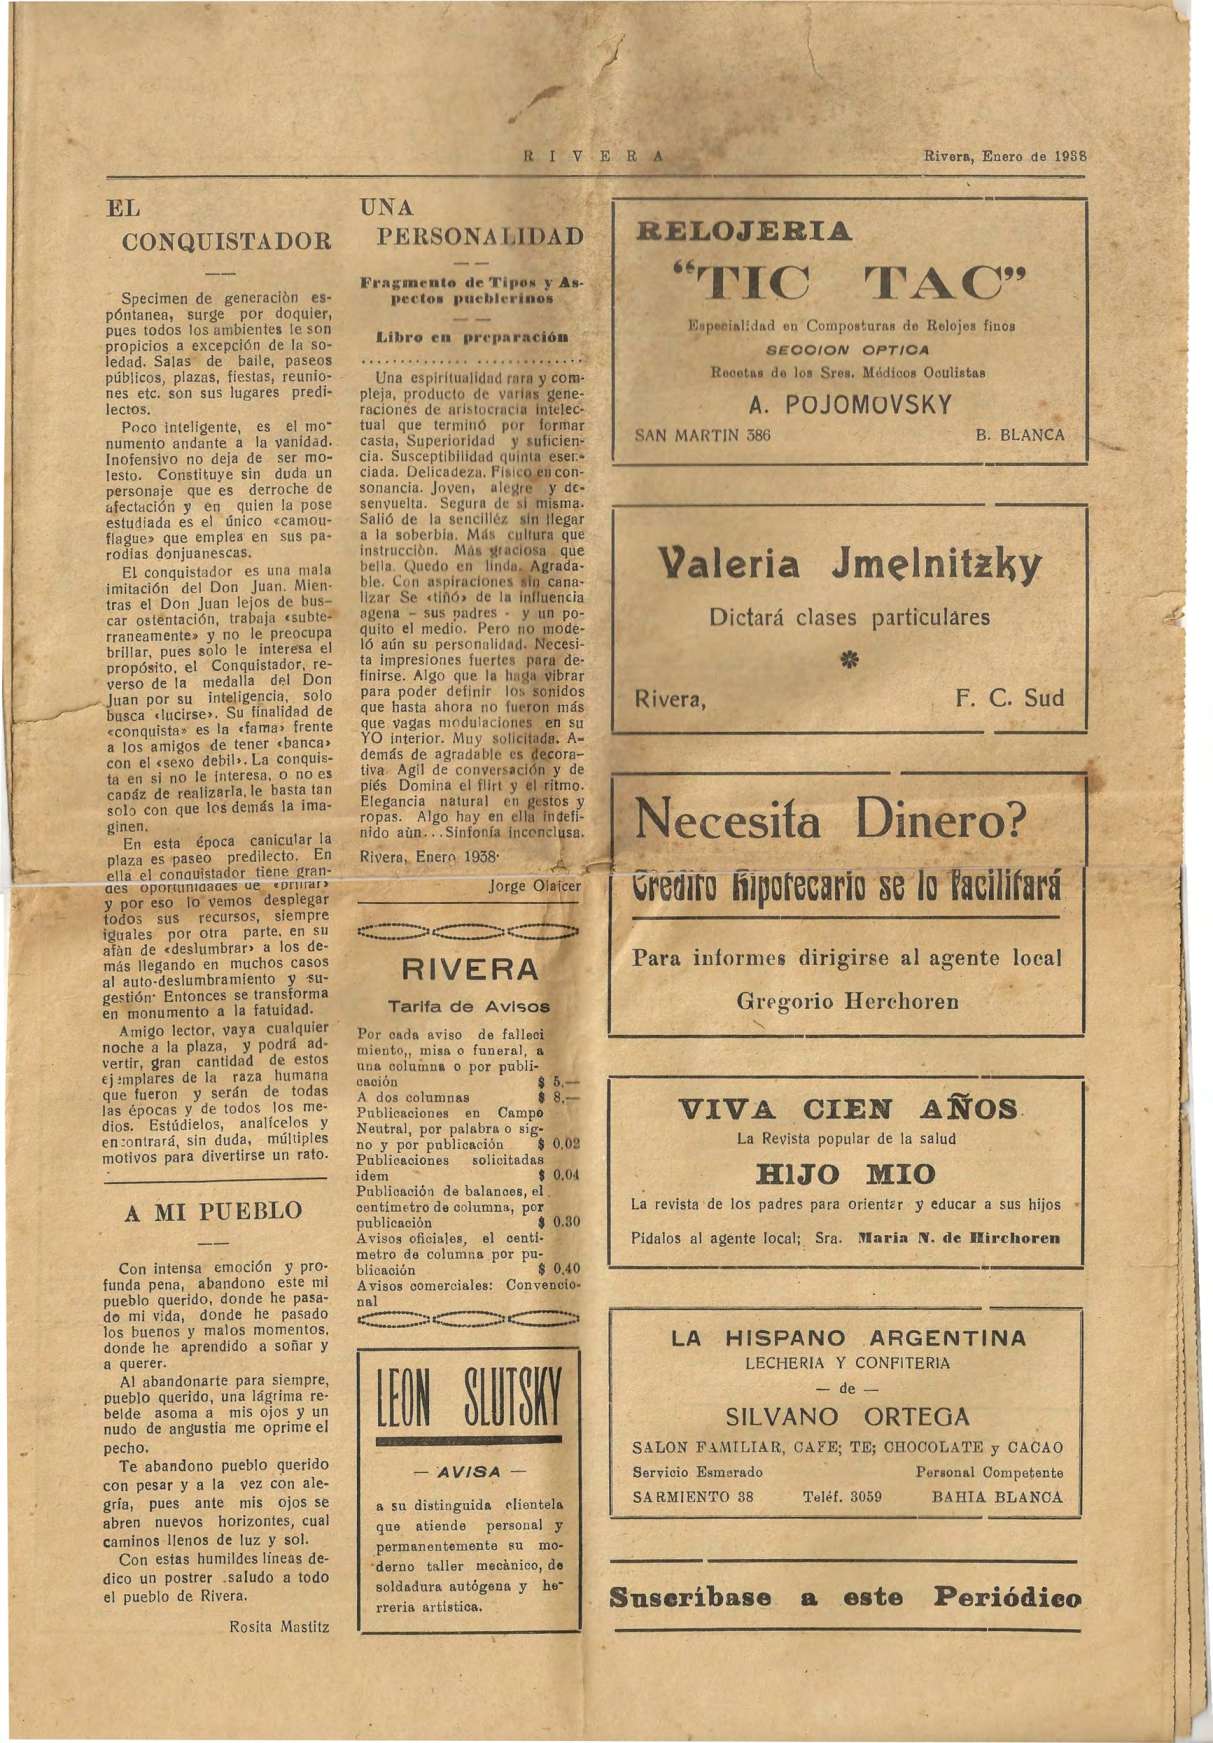 RIVERA
Rivera, Enero de 1938
EL
CONQUISTADOR
Specimen de generaciòn es-
póntanea, surge por doquier,
pues todos los ambientes le son
propicios a excepción de la so-
ledad. Salas de baile, paseos
públicos, plazas, fiestas, reunio-
nes etc. son sus lugares predi-
lectos.
Poco inteligente, es el mo-
numento andante a la vanidad.
Inofensivo no deja de ser mo-
lesto. Constituye sin duda un
personaje que es derroche de
afectación y en quien la pose
estudiada es el único «camou-
flague» que emplea en sus pa-
rodias donjuanescas.
El conquistador es una mala
imitación del Don Juan. Mien-
tras el Don Juan lejos de bus-
car ostentación, trabaja «subte-
rraneamente» y no le preocupa
brillar, pues solo le interesa el
propósito, el Conquistador, re-
verso de la medalla del Don
Juan por su inteligencia, solo
busca «lucirse». Su finalidad de
«conquista» es la «fama» frente
a los amigos de tener «banca»
con el «sexo debil». La conquis-
ta en si no le interesa, o no es
capáz de realizarla, le basta tan
solo con que los demás la ima-
ginen.
En esta época canicular la
plaza es paseo predilecto. En
ella el conquistador tiene gran-
des oportunidades de «brillar»
y por eso lo vemos desplegar
todos sus recursos, siempre
iguales por otra parte, en su
afàn de «deslumbrar» a los de-
más llegando en muchos casos
al auto-deslumbramiento y su-
gestión· Entonces se transforma
en monumento a la fatuidad.
Amigo lector, vaya cualquier
noche a la plaza, y podrá ad-
vertir, gran cantidad de estos
ejemplares de la raza humana
que fueron y serán de todas
las épocas y de todos los me-
dios. Estúdielos, analícelos y
encontrará, sin duda, múltiples
motivos para divertirse un rato.
A MI PUEBLO
Con intensa emoción y pro-
funda pena, abandono este mi
pueblo querido, donde he pasa-
do mi vida, donde he pasado
los buenos y malos momentos,
donde he aprendido a soñar y
a querer.
Al abandonarte para siempre,
pueblo querido, una lágrima re-
belde asoma a mis ojos y un
nudo de angustia me oprime el
pecho.
Te abandono pueblo querido
con pesar y a la vez con ale-
gría, pues ante mis ojos se
abren nuevos horizontes, cual
caminos llenos de luz y sol.
Con estas humildes líneas de-
dico un postrer saludo a todo
el pueblo de Rivera.
Rosita Mastitz
UNA
PERSONALIDAD
Fragmento de Tipos y As-
pectos pueblerinos
Libro en preparación
Una espiritualidad rara y com-
pleja, producto de varias gene-
raciones de aristocracia intelec-
tual que terminó por formar
casta, Superioridad y suficien-
cia. Susceptibilidad quinta esen-
ciada. Delicadeza. Físico en con-
sonancia. Joven, alegre y de-
senvuelta. Segura de si misma.
Salió de la sencilléz sin llegar
a la soberbia. Más cultura que
instrucciòn. Más graciosa que
bella. Quedo en linda. Agrada-
ble. Con aspiraciones sin cana-
lizar Se «tiñó» de la influencia
agena - sus padres - y un po-
quito el medio. Pero no mode-
ló aún su personalidad. Necesi-
ta impresiones fuertes para de-
finirse. Algo que la haga vibrar
para poder definir los sonidos
que hasta ahora no fueron más
que vagas modulaciones en su
YO interior. Muy solicitada. A-
demás de agradable es decora-
tiva Agil de conversación y de
piés Domina el flirt y el ritmo.
Elegancia natural en gestos y
ropas. Algo hay en ella indefi-
nido aùn... Sinfonía inconclusa.
Rivera, Enero 1938·
Jorge Olaicer
RIVERA
Tarifa de Avisos
Por cada aviso de falleci
miento,, misa o funeral, a
una columna o por publi-
cación $ 5.—
A dos columnas $ 8.—
Publicaciones en Campo
Neutral, por palabra o sig-
no y por publicación $ 0.02
Publicaciones solicitadas
idem $ 0.04
Publicación de balances, el
centímetro de columna, por
publicación $ 0.30
Avisos oficiales, el centi-
metro de columna por pu-
blicación $ 0,40
Avisos comerciales: Convencio-
nal
LEON SLUTSKY
— AVISA —
a su distinguida clientela
que atiende personal y
permanentemente su mo-
derno taller mecànico, de
soldadura autógena y he-
rreria artística.
RELOJERIA
“TIC TAC”
Especialidad en Composturas de Relojes finos
SECCION OPTICA
Recetas de los Sres. Médicos Oculistas
A. POJOMOVSKY
SAN MARTIN 386 B. BLANCA
Valeria Jmelnitzky
Dictará clases particulares
Rivera, F. C. Sud
Necesita Dinero?
Crédito Hipotecario se lo facilitará
Para informes dirigirse al agente local
Gregorio Herchoren
VIVA CIEN AÑOS
La Revista popular de la salud
HIJO MIO
La revista de los padres para orientar y educar a sus hijos
Pídalos al agente local; Sra. Maria N. de Hirchoren
LA HISPANO ARGENTINA
LECHERIA Y CONFITERIA
— de —
SILVANO ORTEGA
SALON FAMILIAR, CAFE; TE; CHOCOLATE y CACAO
Servicio Esmerado Personal Competente
SARMIENTO 38 Teléf. 3059 BAHIA BLANCA
Suscríbase a este Periódico